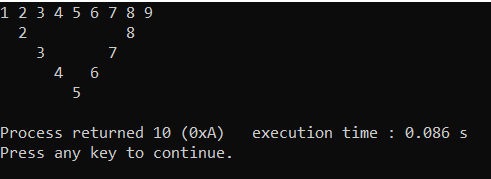 1 2 3 4 5 6 7 8 9
  2           8
    3       7
      4   6
        5
Process returned 10 (0xA)   execution time : 0.086 s
Press any key to continue.